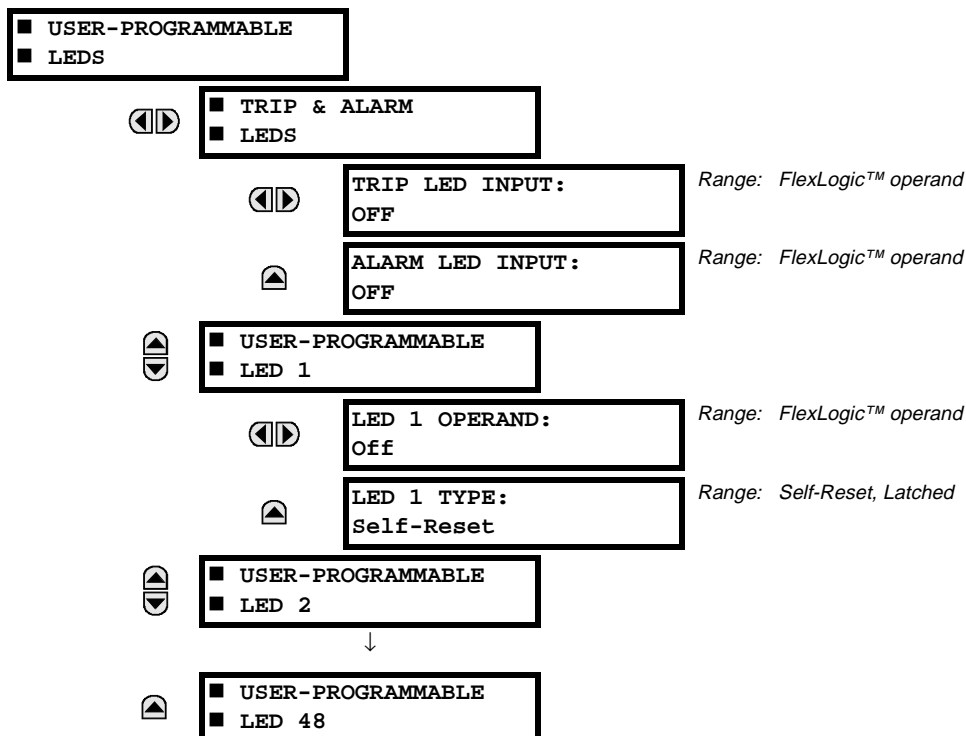 ■ USER-PROGRAMMABLE
■ LEDS
■ TRIP & ALARM
■ LEDS
TRIP LED INPUT:
OFF
Range: FlexLogic™ operand
ALARM LED INPUT:
OFF
Range: FlexLogic™ operand
■ USER-PROGRAMMABLE
■ LED 1
LED 1 OPERAND:
Off
Range: FlexLogic™ operand
LED 1 TYPE:
Self-Reset
Range: Self-Reset, Latched
■ USER-PROGRAMMABLE
■ LED 2
↓
■ USER-PROGRAMMABLE
■ LED 48